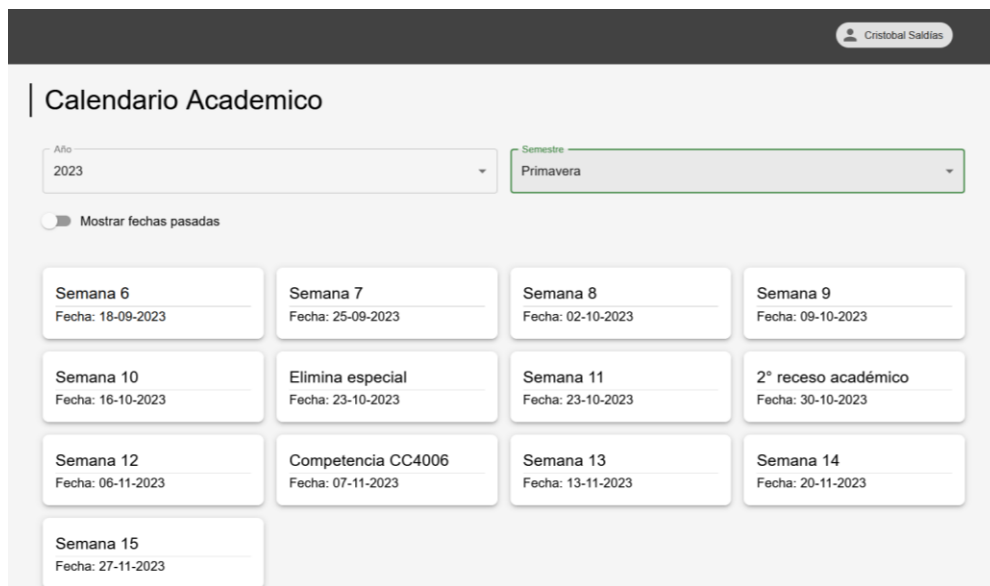 Cristobal Saldías
Calendario Academico
Año
2023
Semestre
Primavera
Mostrar fechas pasadas
Semana 6
Fecha: 18-09-2023
Semana 7
Fecha: 25-09-2023
Semana 8
Fecha: 02-10-2023
Semana 9
Fecha: 09-10-2023
Semana 10
Fecha: 16-10-2023
Elimina especial
Fecha: 23-10-2023
Semana 11
Fecha: 23-10-2023
2° receso académico
Fecha: 30-10-2023
Semana 12
Fecha: 06-11-2023
Competencia CC4006
Fecha: 07-11-2023
Semana 13
Fecha: 13-11-2023
Semana 14
Fecha: 20-11-2023
Semana 15
Fecha: 27-11-2023